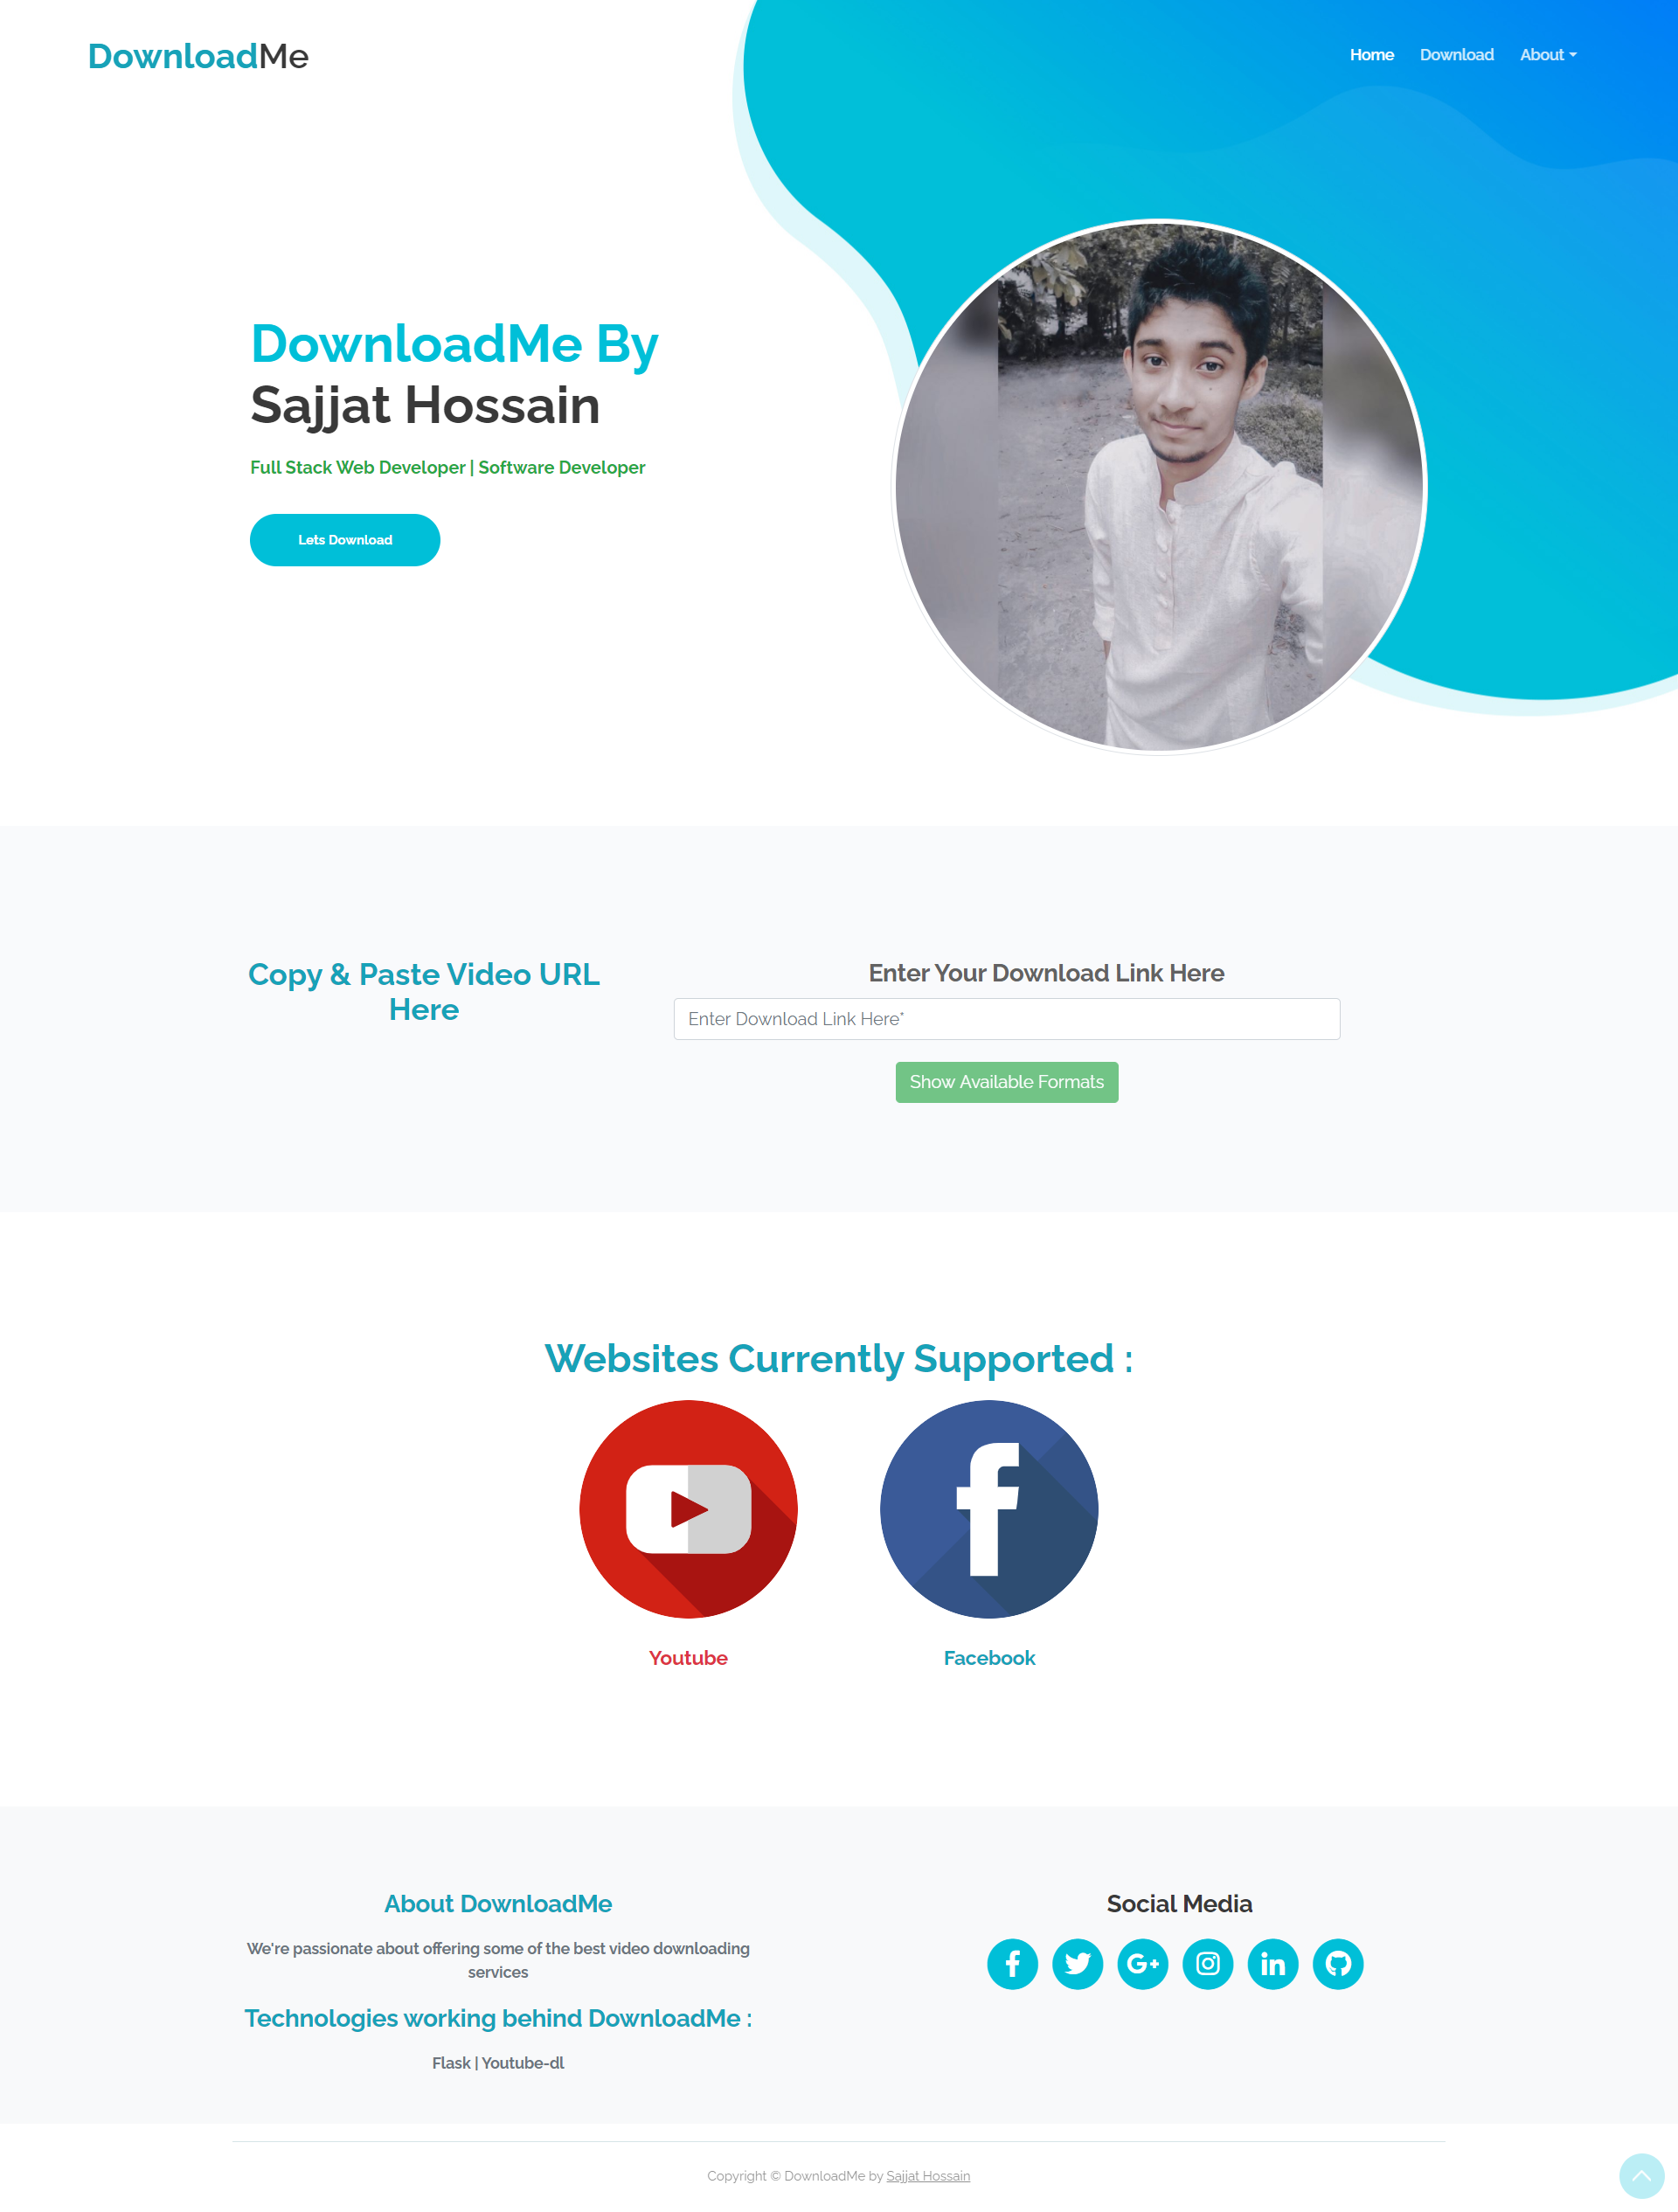 DownloadMe
Home Download About
DownloadMe By
Sajjat Hossain
Full Stack Web Developer | Software Developer
Lets Download
Copy & Paste Video URL
Here
Enter Your Download Link Here
Enter Download Link Here*
Show Available Formats
Websites Currently Supported :
Youtube
Facebook
About DownloadMe
We're passionate about offering some of the best video downloading
services
Technologies working behind DownloadMe :
Flask | Youtube-dl
Social Media
Copyright © DownloadMe by Sajjat Hossain